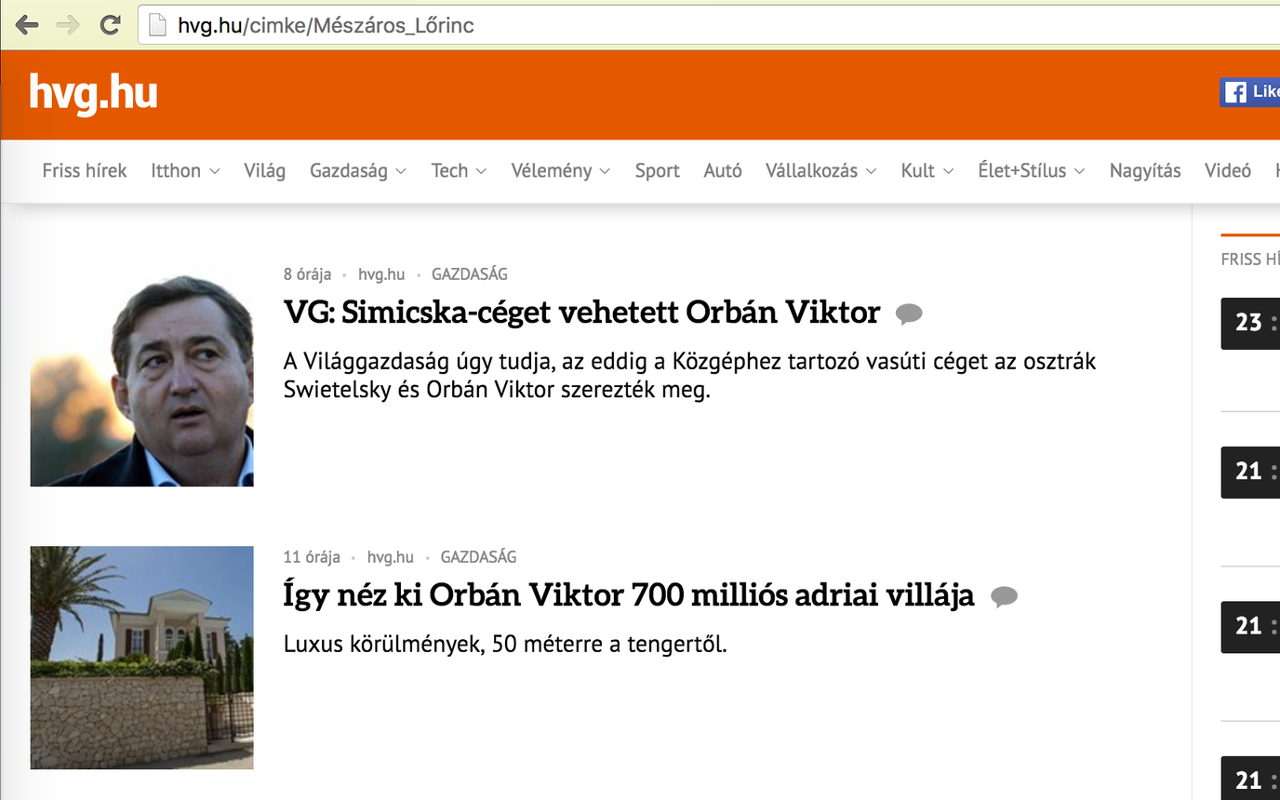 hvg.hu/cimke/Mészáros_Lőrinc
hvg.hu
Like
Friss hírek Itthon Világ Gazdaság Tech Vélemény Sport Autó Vállalkozás Kult Élet+Stílus Nagyítás Videó
8 órája • hvg.hu • GAZDASÁG
VG: Simicska-céget vehetett Orbán Viktor
A Világgazdaság úgy tudja, az eddig a Közgéphez tartozó vasúti céget az osztrák
Swietelsky és Orbán Viktor szerezték meg.
11 órája • hvg.hu • GAZDASÁG
Így néz ki Orbán Viktor 700 milliós adriai villája
Luxus körülmények, 50 méterre a tengertől.
FRISS HÍ
23 :
21 :
21 :
21 :